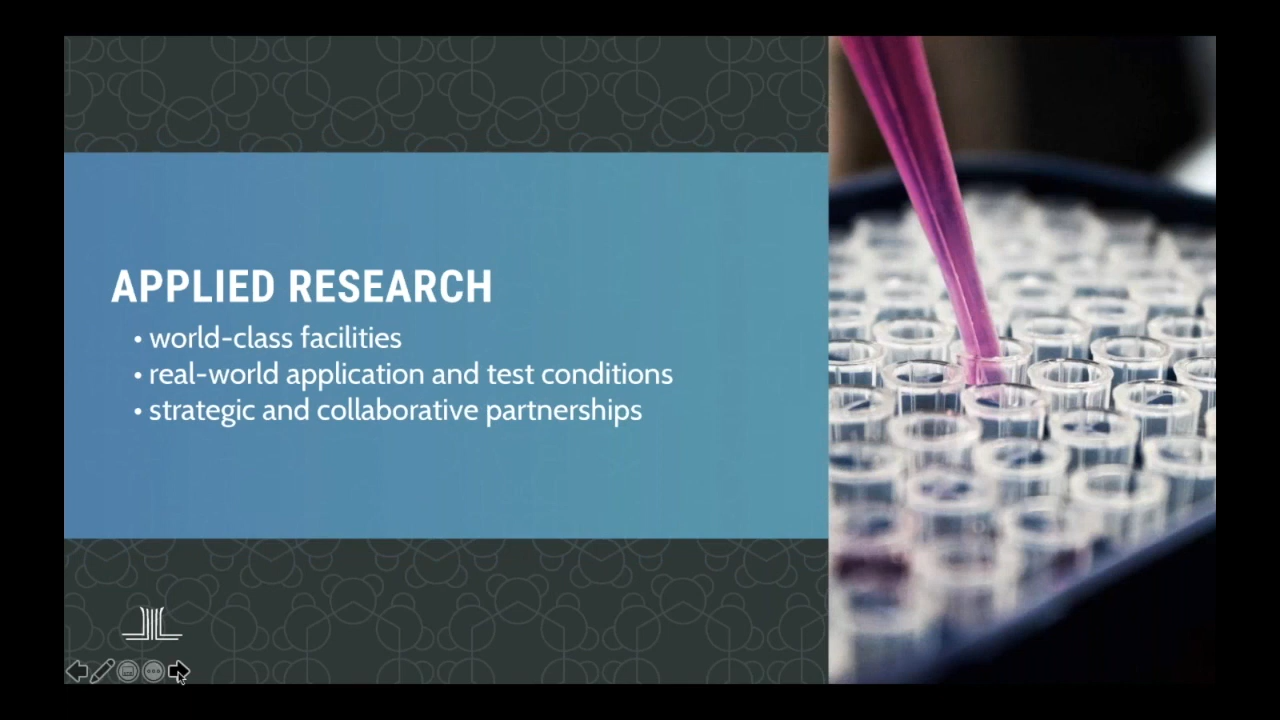 APPLIED RESEARCH
• world-class facilities
• real-world application and test conditions
• strategic and collaborative partnerships